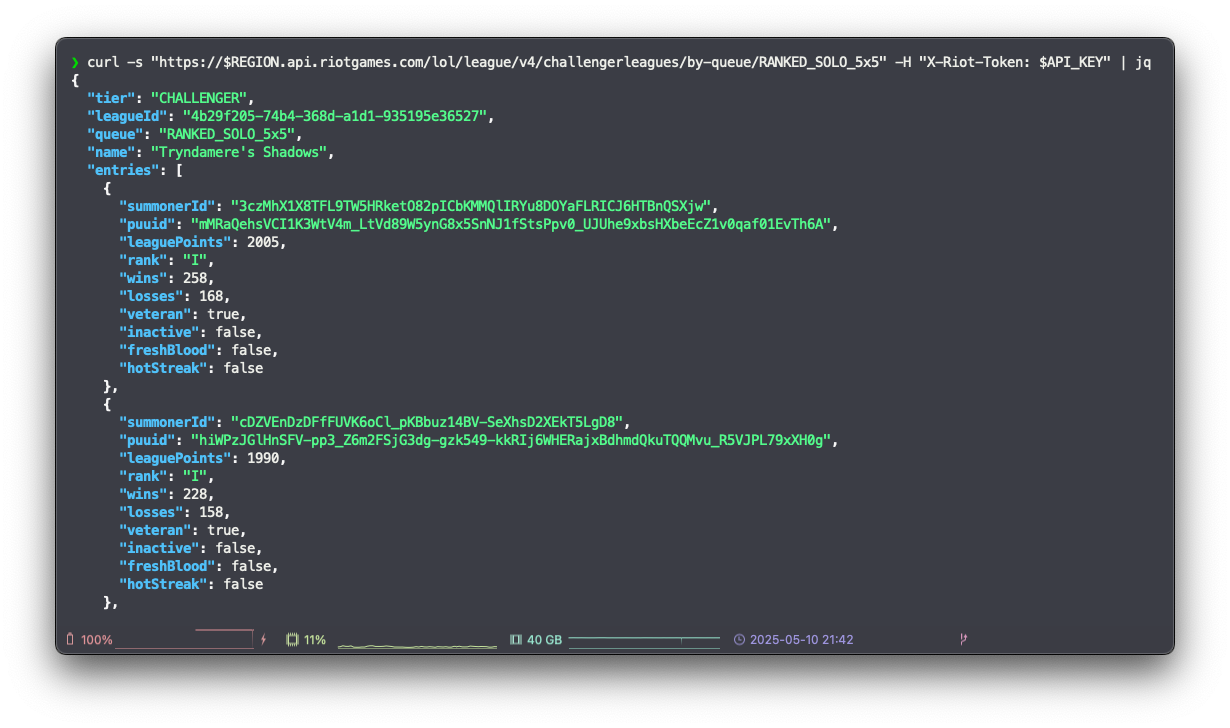 ❯ curl -s "https://$REGION.api.riotgames.com/lol/league/v4/challengerleagues/by-queue/RANKED_SOLO_5x5" -H "X-Riot-Token: $API_KEY" | jq
{
  "tier": "CHALLENGER",
  "leagueId": "4b29f205-74b4-368d-a1d1-935195e36527",
  "queue": "RANKED_SOLO_5x5",
  "name": "Tryndamere's Shadows",
  "entries": [
    {
      "summonerId": "3czMhX1X8TFL9TW5HRketO82pICbKMMQlIRYu8DOYaFLRICJ6HTBnQSXjw",
      "puuid": "mMRaQehsVCI1K3WtV4m_LtVd89W5ynG8x5SnNJ1fStsPpv0_UJUhe9xbsHXbeEcZ1v0qaf01EvTh6A",
      "leaguePoints": 2005,
      "rank": "I",
      "wins": 258,
      "losses": 168,
      "veteran": true,
      "inactive": false,
      "freshBlood": false,
      "hotStreak": false
    },
    {
      "summonerId": "cDZVEnDzDFfFUVK6oCl_pKBbuz14BV-SeXhsD2XEkT5LgD8",
      "puuid": "hiWPzJGlHnSFV-pp3_Z6m2FSjG3dg-gzk549-kkRIj6WHERajxBdhmdQkuTQQMvu_R5VJPL79xXH0g",
      "leaguePoints": 1990,
      "rank": "I",
      "wins": 228,
      "losses": 158,
      "veteran": true,
      "inactive": false,
      "freshBlood": false,
      "hotStreak": false
    },
100% 11% 40 GB 2025-05-10 21:42